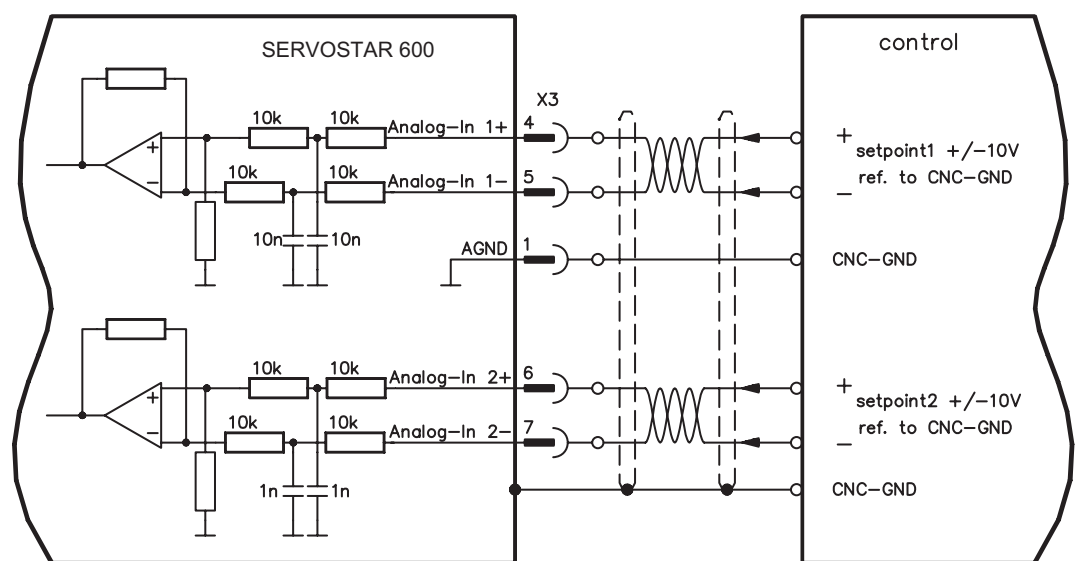 SERVOSTAR 600
control
X3
10k 10k Analog-In 1+ 4
+
-
10k 10k Analog-In 1- 5
+
setpoint1 +/-10V
ref. to CNC-GND
-
10n 10n
AGND 1
CNC-GND
10k 10k Analog-In 2+ 6
+
-
10k 10k Analog-In 2- 7
+
setpoint2 +/-10V
ref. to CNC-GND
-
1n 1n
CNC-GND